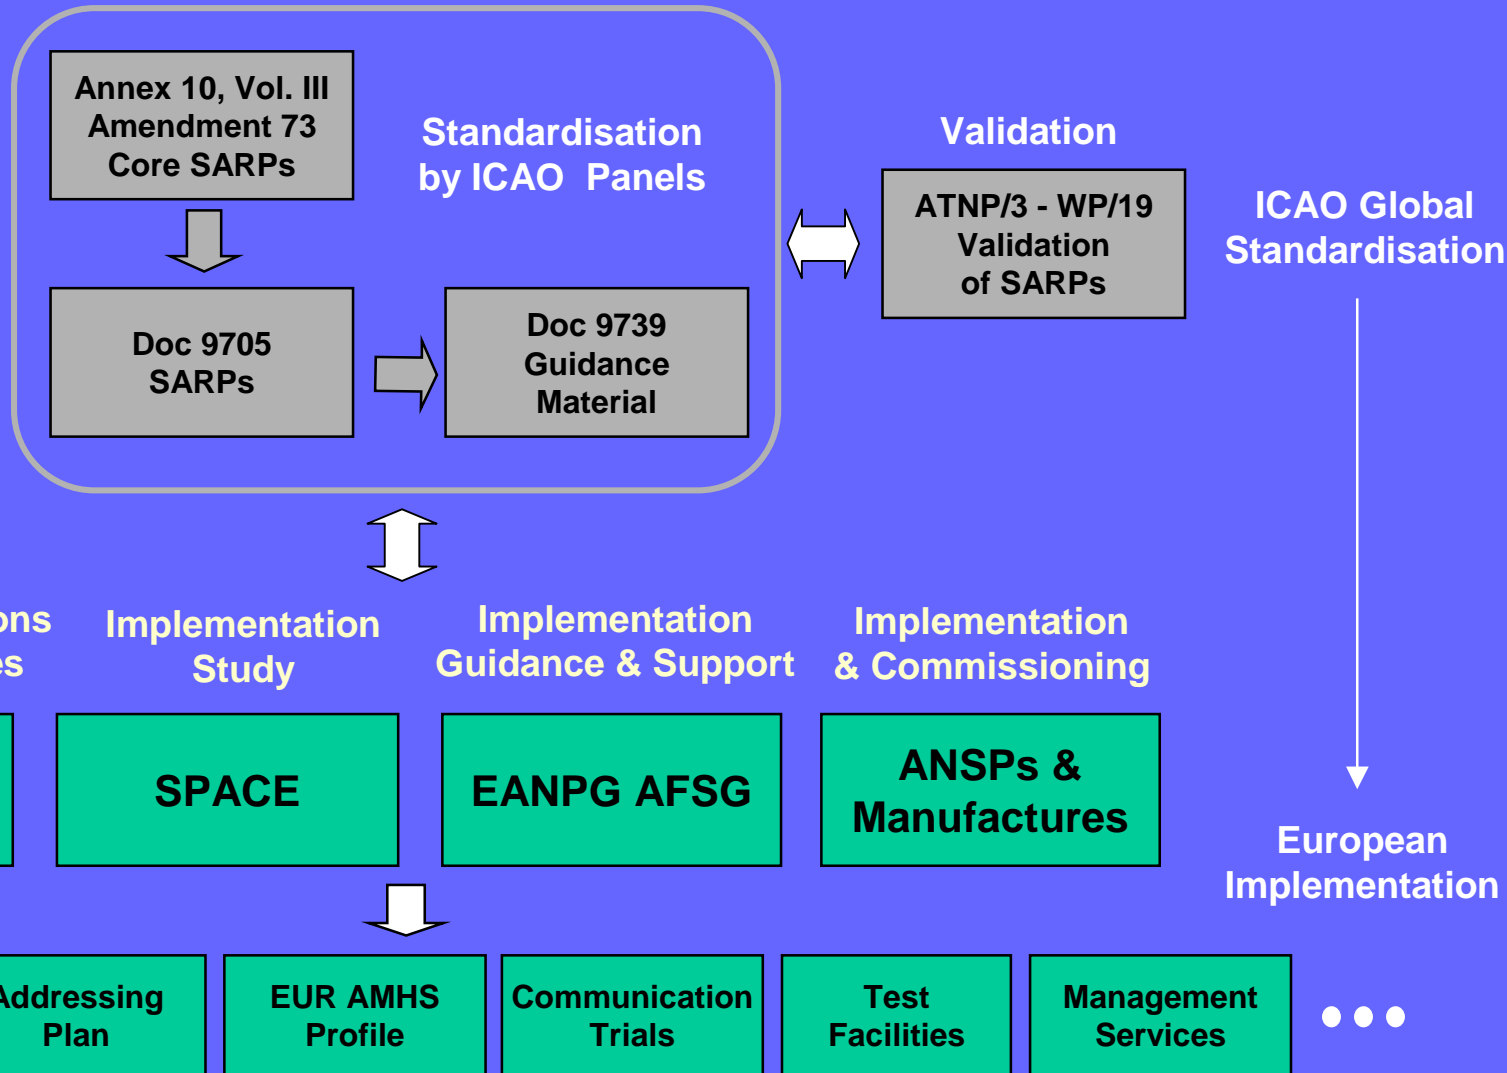 Annex 10, Vol. III
Amendment 73
Core SARPs
Standardisation
by ICAO Panels
Doc 9705
SARPs
Doc 9739
Guidance
Material
Validation
ATNP/3 - WP/19
Validation
of SARPs
ICAO Global
Standardisation
Implementation
Study
Implementation
Guidance & Support
Implementation
& Commissioning
SPACE
EANPG AFSG
ANSPs &
Manufactures
European
Implementation
Addressing
Plan
EUR AMHS
Profile
Communication
Trials
Test
Facilities
Management
Services